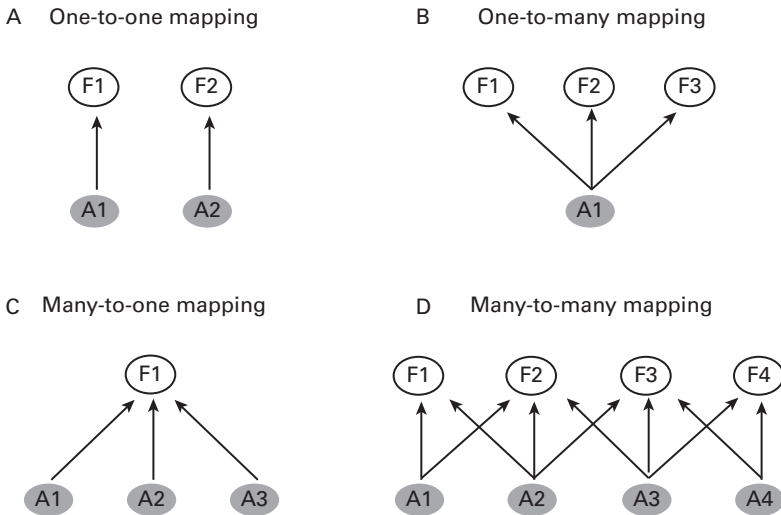 A One-to-one mapping
F1 F2
A1 A2
B One-to-many mapping
F1 F2 F3
A1
C Many-to-one mapping
F1
A1 A2 A3
D Many-to-many mapping
F1 F2 F3 F4
A1 A2 A3 A4